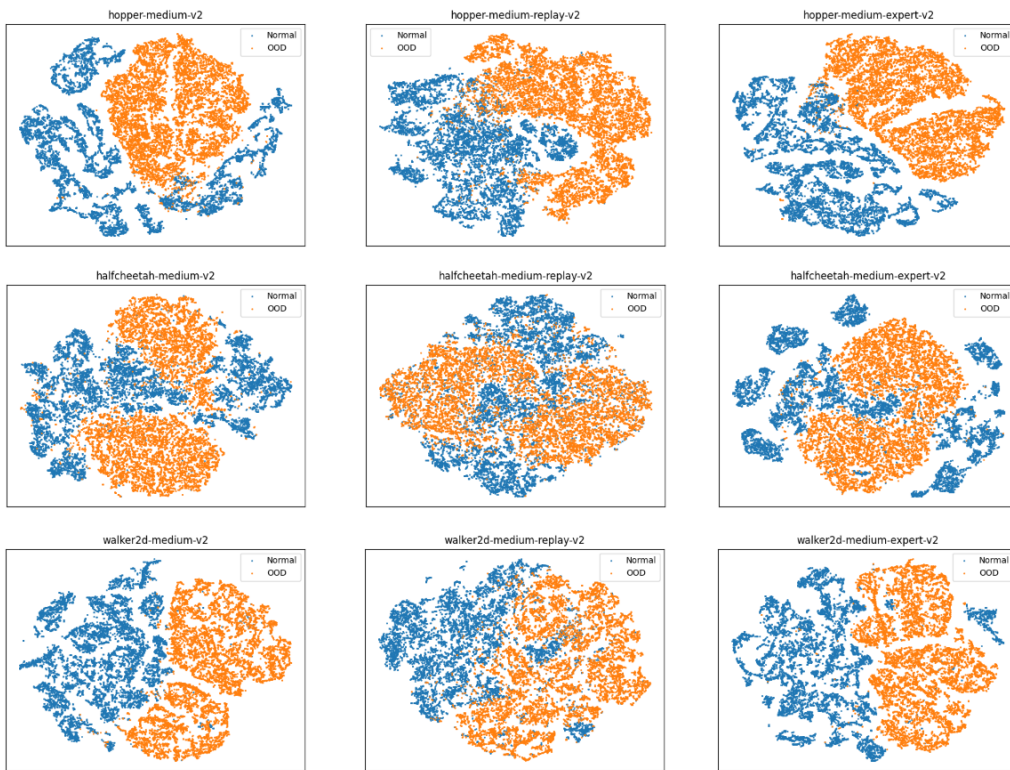 hopper-medium-v2
Normal
OOD
hopper-medium-replay-v2
Normal
OOD
hopper-medium-expert-v2
Normal
OOD
halfcheetah-medium-v2
Normal
OOD
halfcheetah-medium-replay-v2
Normal
OOD
halfcheetah-medium-expert-v2
Normal
OOD
walker2d-medium-v2
Normal
OOD
walker2d-medium-replay-v2
Normal
OOD
walker2d-medium-expert-v2
Normal
OOD